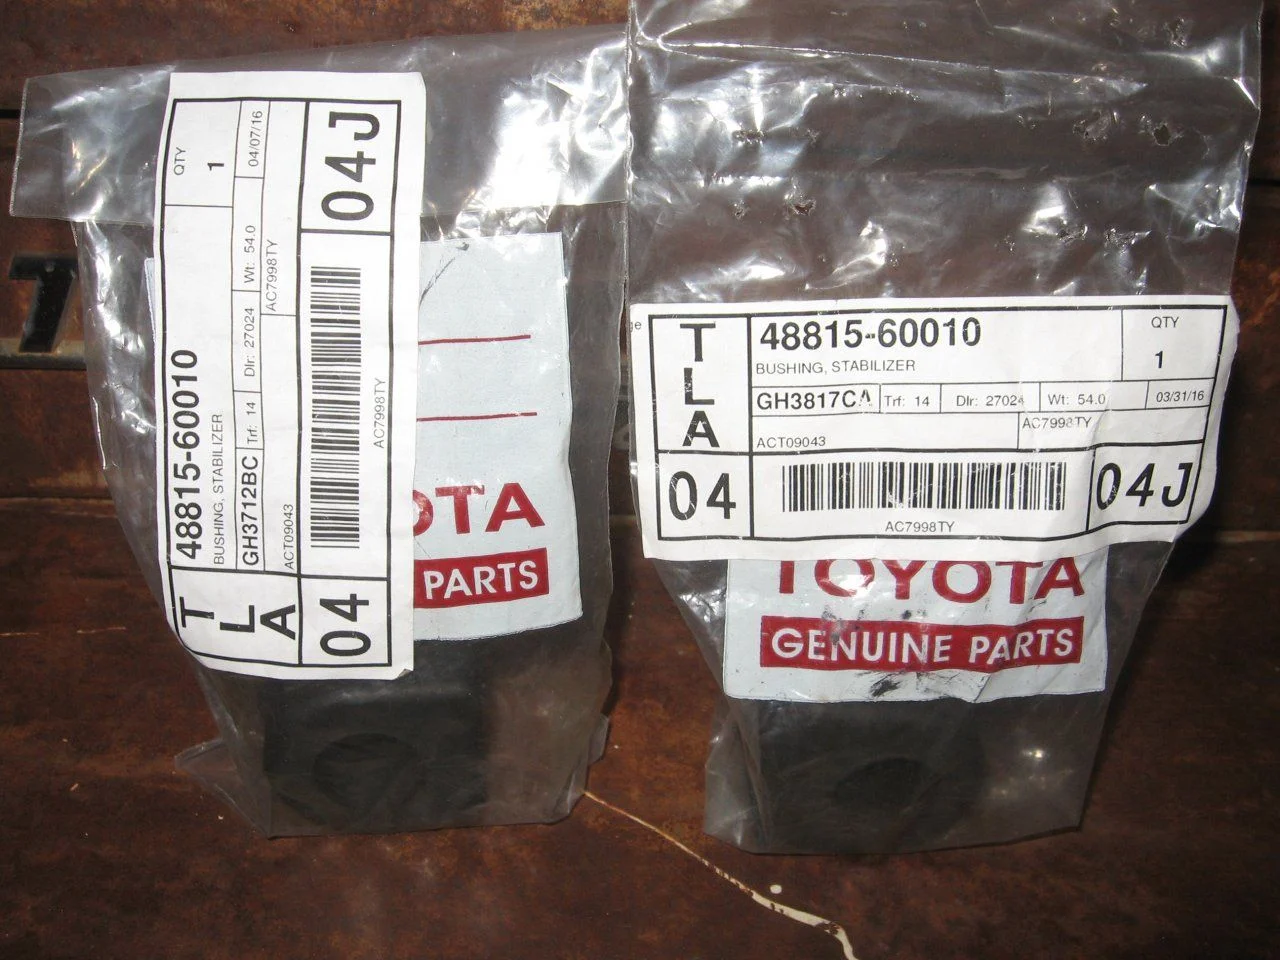 QTY
1
04/07/16
04J
48815-60010
BUSHING, STABILIZER
GH3712BC
Trf: 14
Dlr: 27024
Wt: 54.0
ACT09043
AC7998TY
AC7998TY
TLA
04
OTA
PARTS
T
TLA
48815-60010
BUSHING, STABILIZER
QTY
1
GH3817CA
Trf: 14
Dlr: 27024
Wt: 54.0
03/31/16
ACT09043
AC7998TY
04
AC7998TY
04J
TOYOTA
GENUINE PARTS